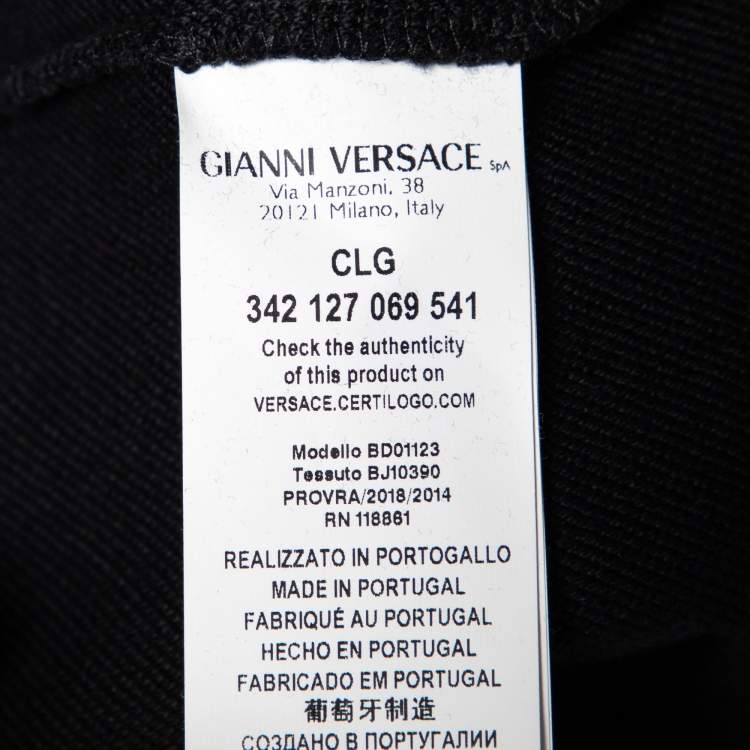 GIANNI VERSACE SpA
Via Manzoni, 38
20121 Milano, Italy
CLG
342 127 069 541
Check the authenticity
of this product on
VERSACE.CERTILOGO.COM
Modello BD01123
Tessuto BJ10390
PROVRA/2018/2014
RN 118861
REALIZZATO IN PORTOGALLO
MADE IN PORTUGAL
FABRIQUÉ AU PORTUGAL
HECHO EN PORTUGAL
FABRICADO EM PORTUGAL
葡萄牙制造
СОЗДАНО В ПОРТУГАЛИИ